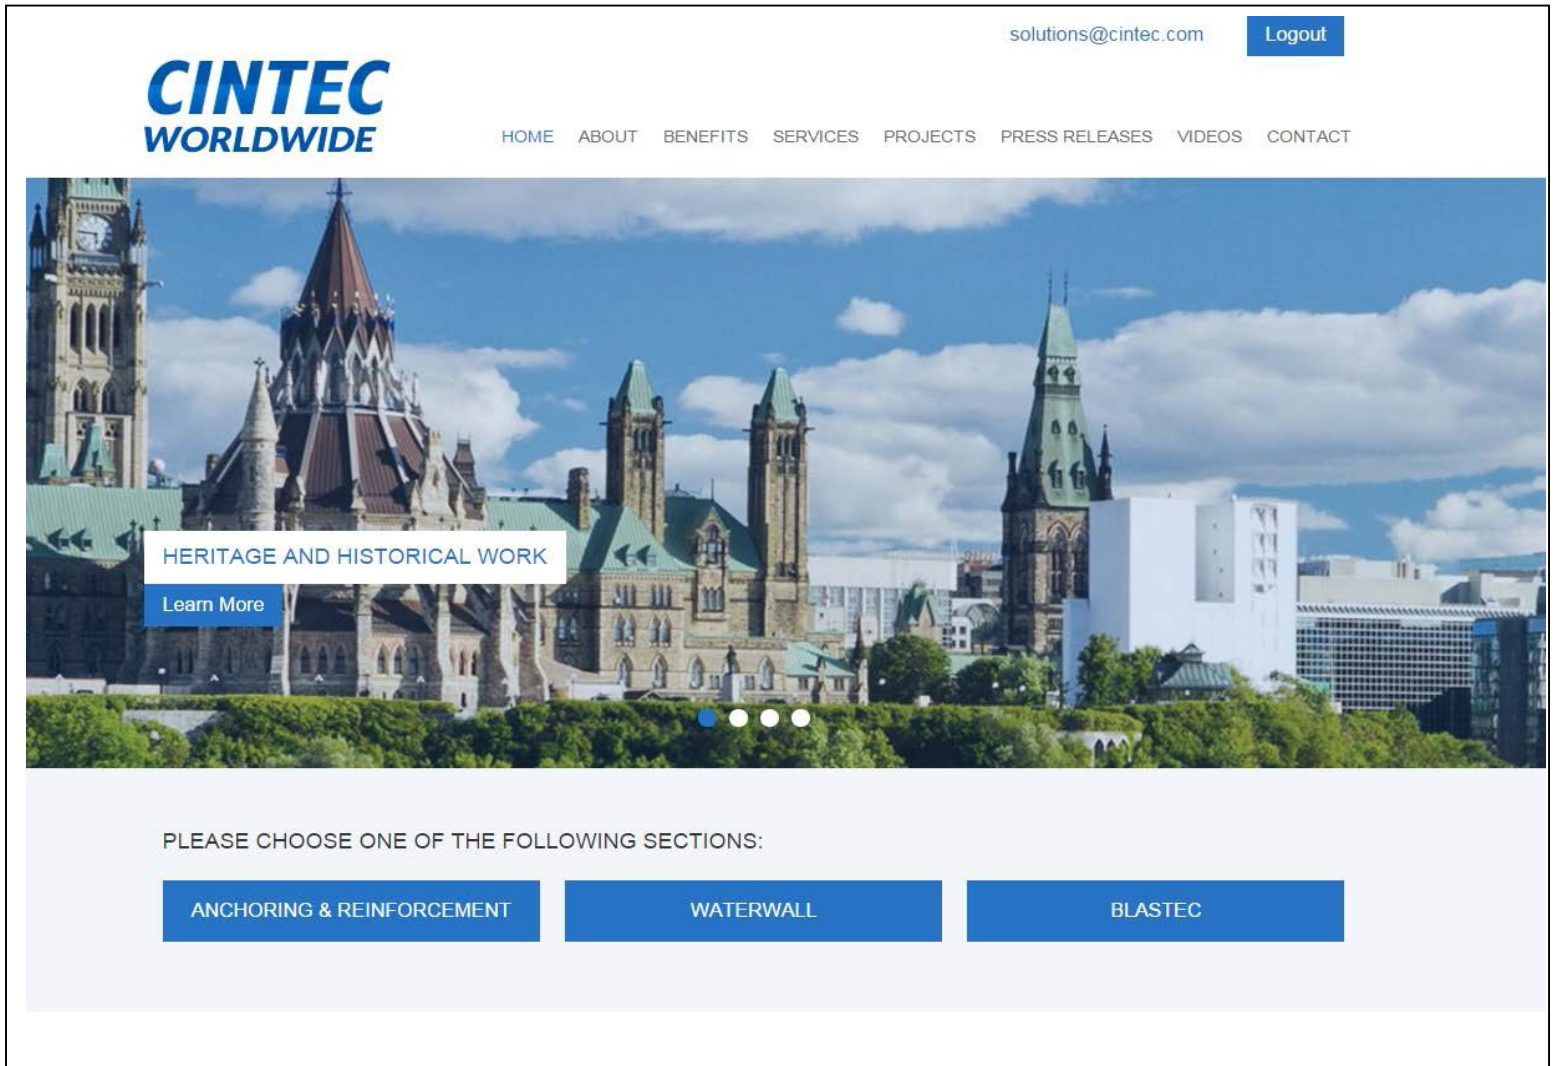 solutions@cintec.com
Logout
CINTEC
WORLDWIDE
HOME ABOUT BENEFITS SERVICES PROJECTS PRESS RELEASES VIDEOS CONTACT
HERITAGE AND HISTORICAL WORK
Learn More
PLEASE CHOOSE ONE OF THE FOLLOWING SECTIONS:
ANCHORING & REINFORCEMENT
WATERWALL
BLASTEC